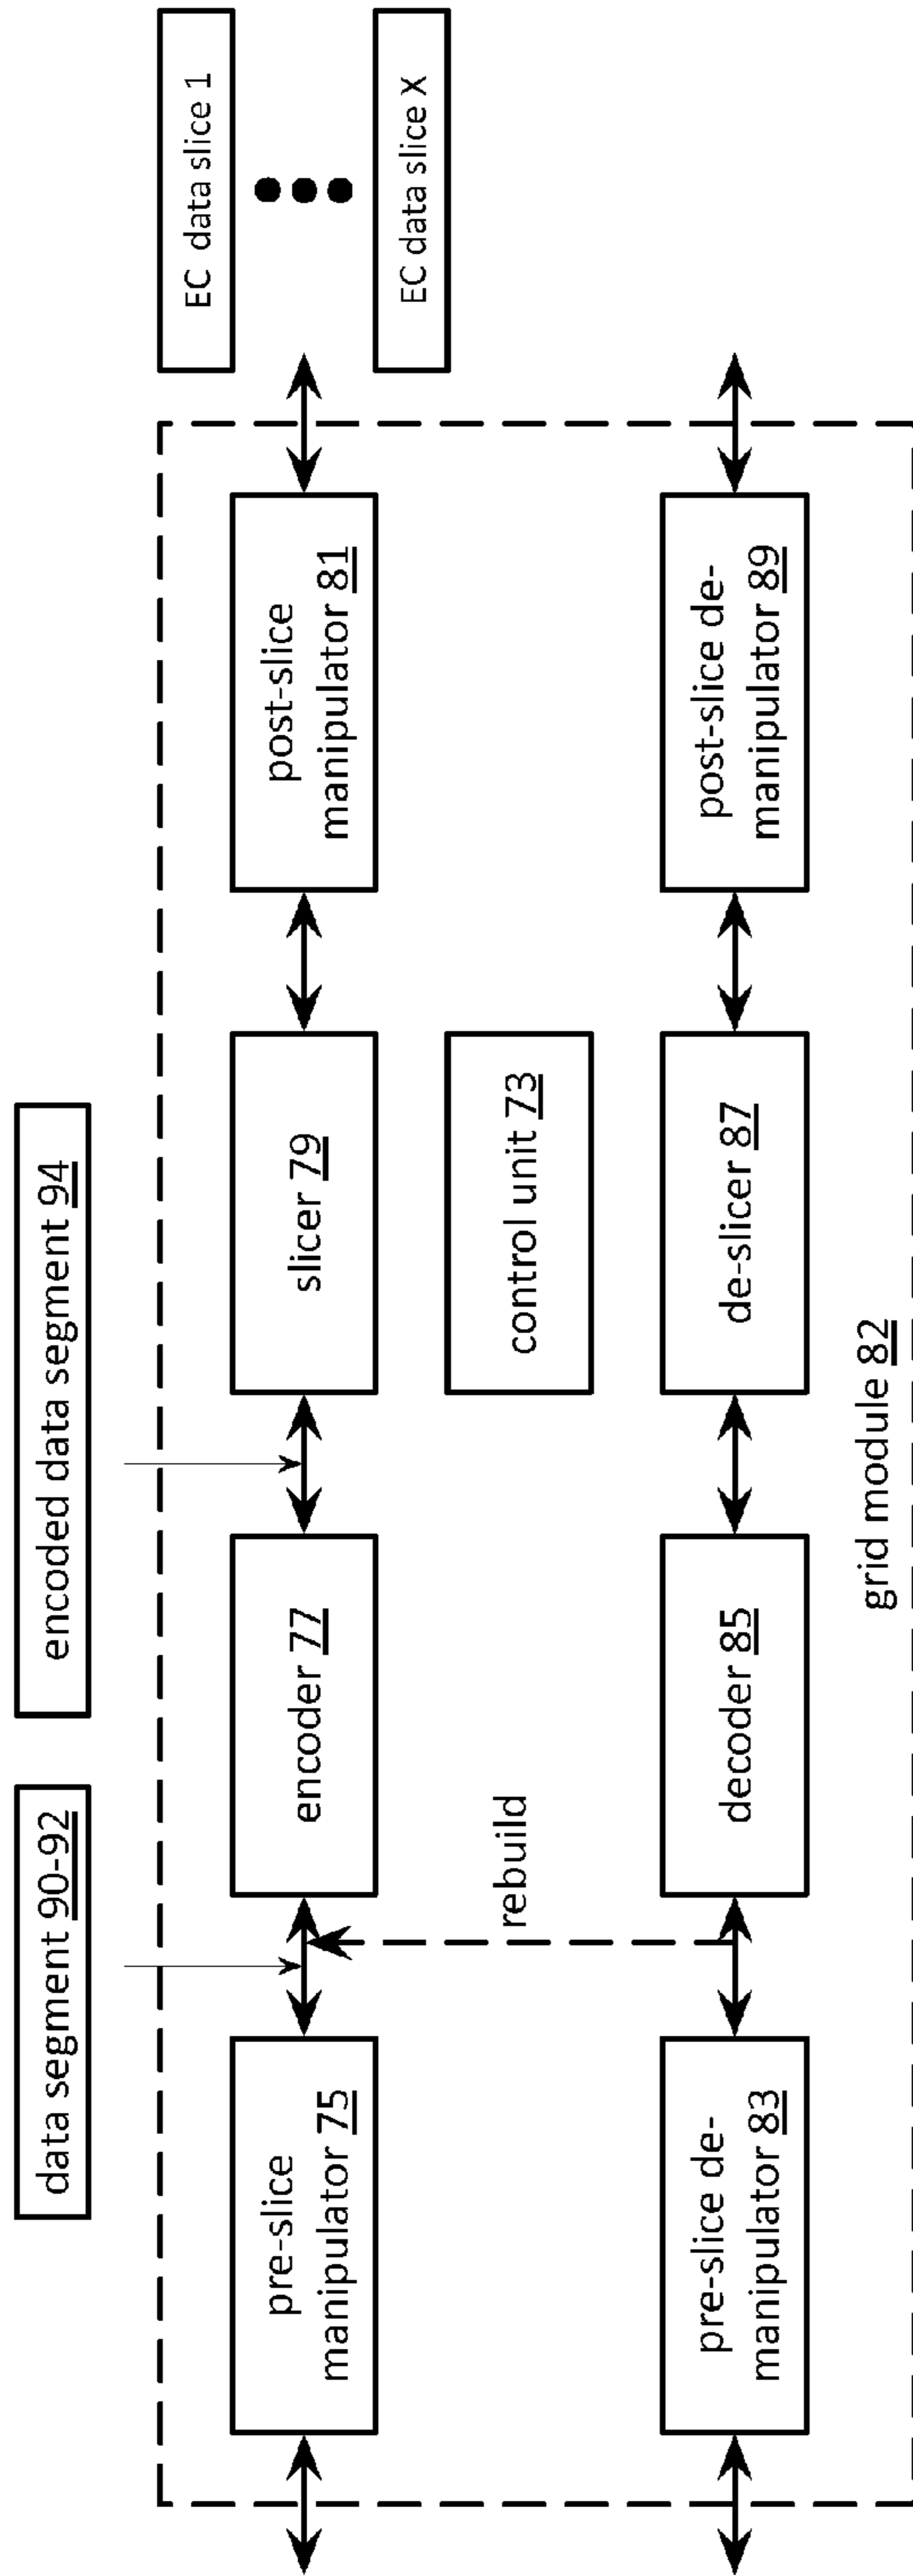 data segment 90-92
encoded data segment 94
EC data slice 1
EC data slice X
pre-slice
manipulator 75
encoder 77
slicer 79
post-slice
manipulator 81
rebuild
control unit 73
pre-slice de-
manipulator 83
decoder 85
de-slicer 87
post-slice de-
manipulator 89
grid module 82